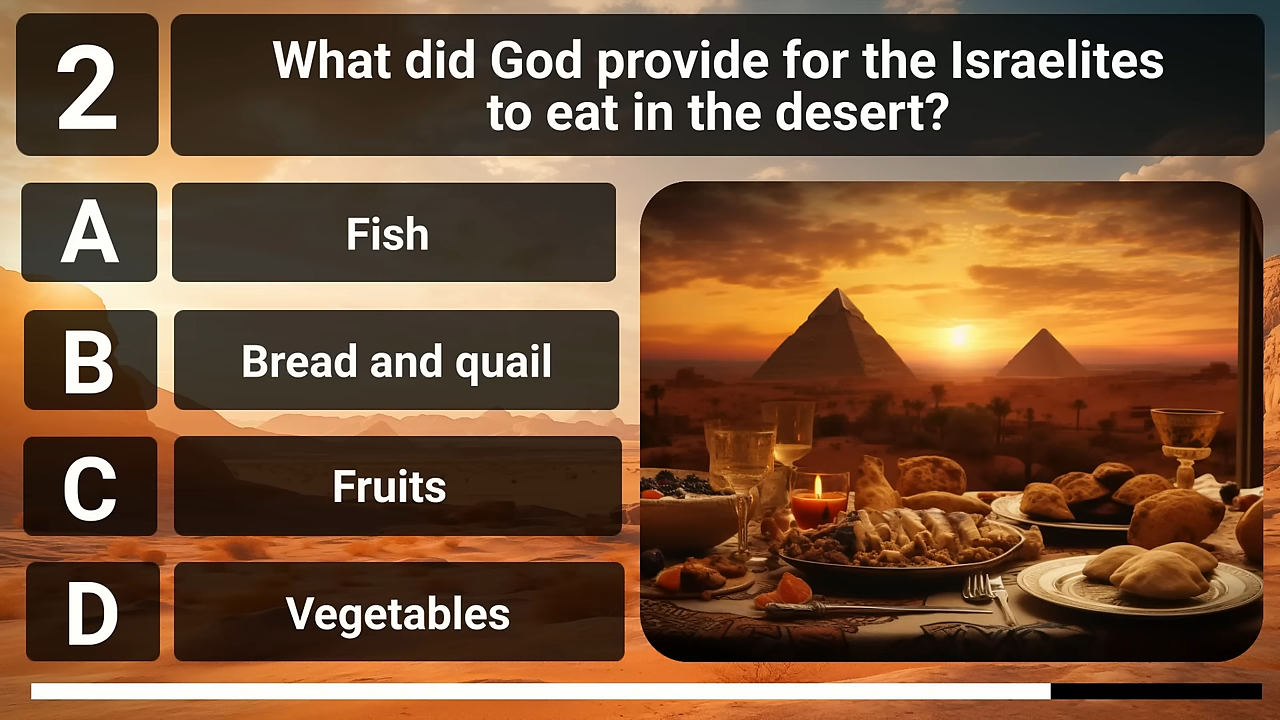 2
What did God provide for the Israelites
to eat in the desert?
A
Fish
B
Bread and quail
C
Fruits
D
Vegetables